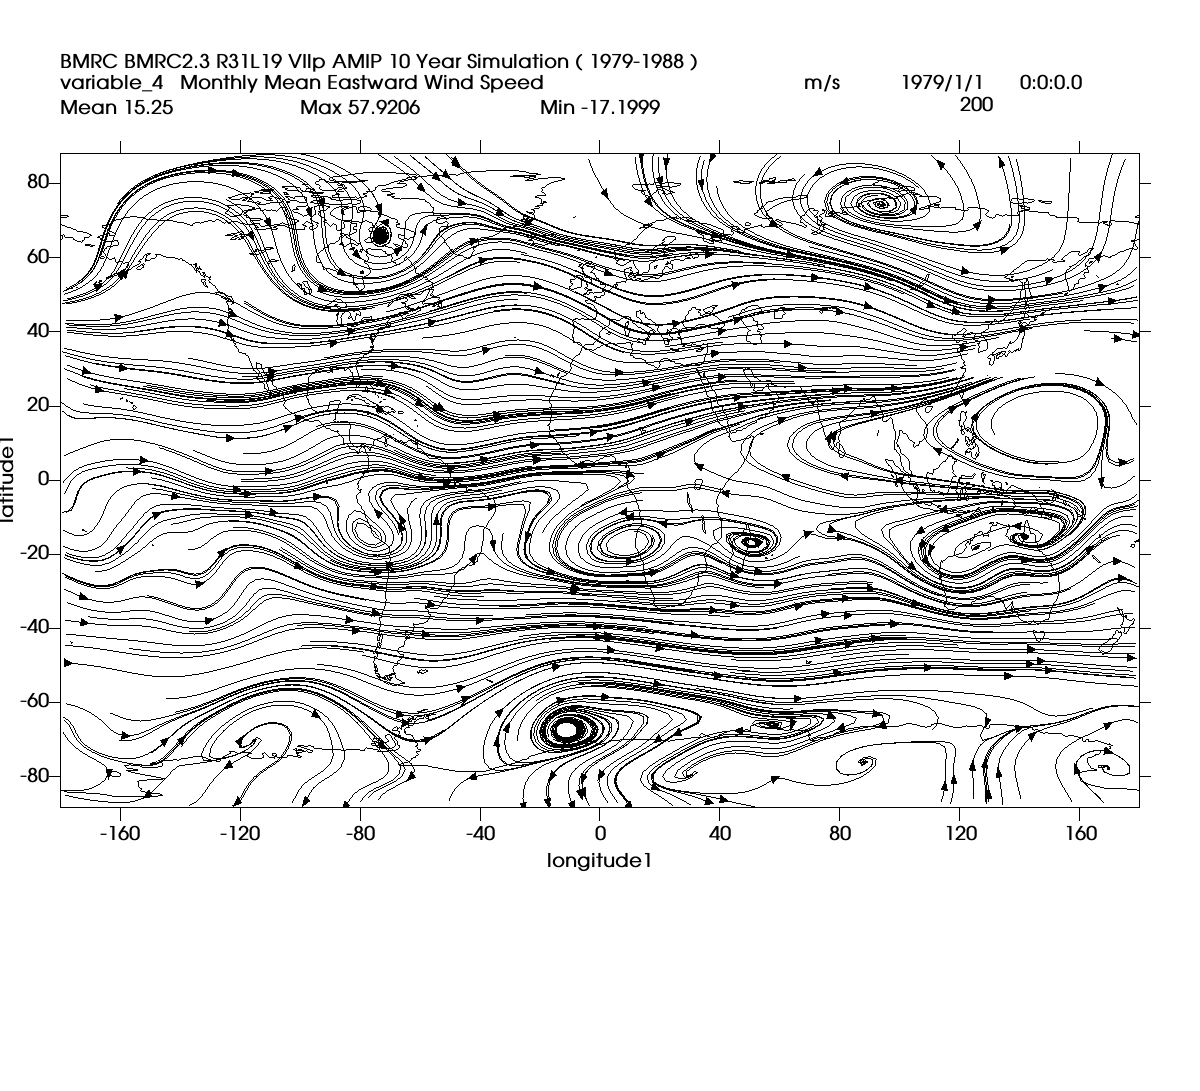 BMRC BMRC2.3 R31L19 VIIp AMIP 10 Year Simulation ( 1979-1988 )
variable_4 Monthly Mean Eastward Wind Speed m/s 1979/1/1 0:0:0.0
Mean 15.25 Max 57.9206 Min -17.1999 200
80
60
40
20
0
-20
-40
-60
-80
latitude1
-160 -120 -80 -40 0 40 80 120 160
longitude1